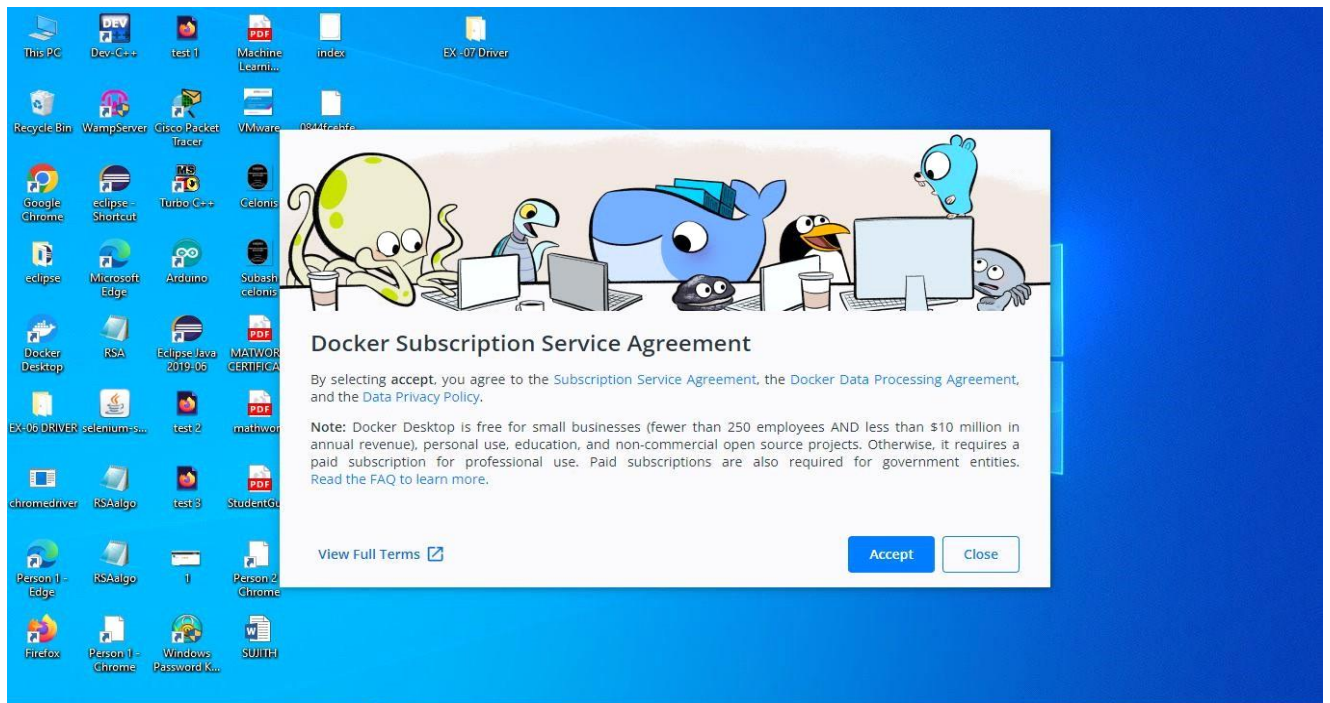 This PC
Dev-C++
test 1
Machine
Learni...
index
EX -07 Driver
Recycle Bin
WampServer
Cisco Packet
Tracer
VMware
Google
Chrome
eclipse -
Shortcut
Turbo C++
Celonis
eclipse
Microsoft
Edge
Arduino
Subash
celonis
Docker
Desktop
RSA
Eclipse Java
2019-06
MATWOR
CERTIFICA
EX-06 DRIVER
selenium-s...
test 2
mathwor
chromedriver
RSAalgo
test 3
StudentGu
Person 1 -
Edge
RSAalgo
1
Person 2
Chrome
Firefox
Person 1 -
Chrome
Windows
Password K...
SUJITH
DEV
PDF
MS
PDF
PDF
PDF
Docker Subscription Service Agreement
By selecting accept, you agree to the Subscription Service Agreement, the Docker Data Processing Agreement,
and the Data Privacy Policy.
Note: Docker Desktop is free for small businesses (fewer than 250 employees AND less than $10 million in
annual revenue), personal use, education, and non-commercial open source projects. Otherwise, it requires a
paid subscription for professional use. Paid subscriptions are also required for government entities.
Read the FAQ to learn more.
View Full Terms
Accept
Close